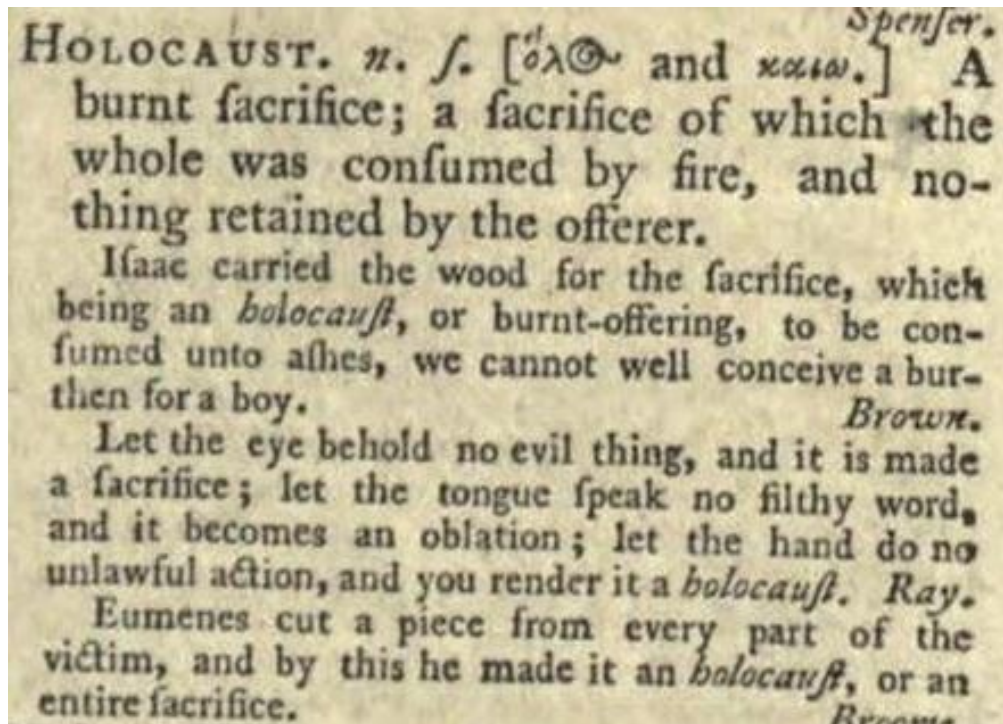 Spenſer.
HOLOCAUST. n. ſ. [ὅλος and καιω.] A
burnt ſacrifice; a ſacrifice of which the
whole was conſumed by fire, and no-
thing retained by the offerer.
Iſaac carried the wood for the ſacrifice, which
being an holocauſt, or burnt-offering, to be con-
ſumed unto aſhes, we cannot well conceive a bur-
then for a boy. Brown.
Let the eye behold no evil thing, and it is made
a ſacrifice; let the tongue ſpeak no filthy word,
and it becomes an oblation; let the hand do no
unlawful action, and you render it a holocauſt. Ray.
Eumenes cut a piece from every part of the
victim, and by this he made it an holocauſt, or an
entire ſacrifice. Broome.